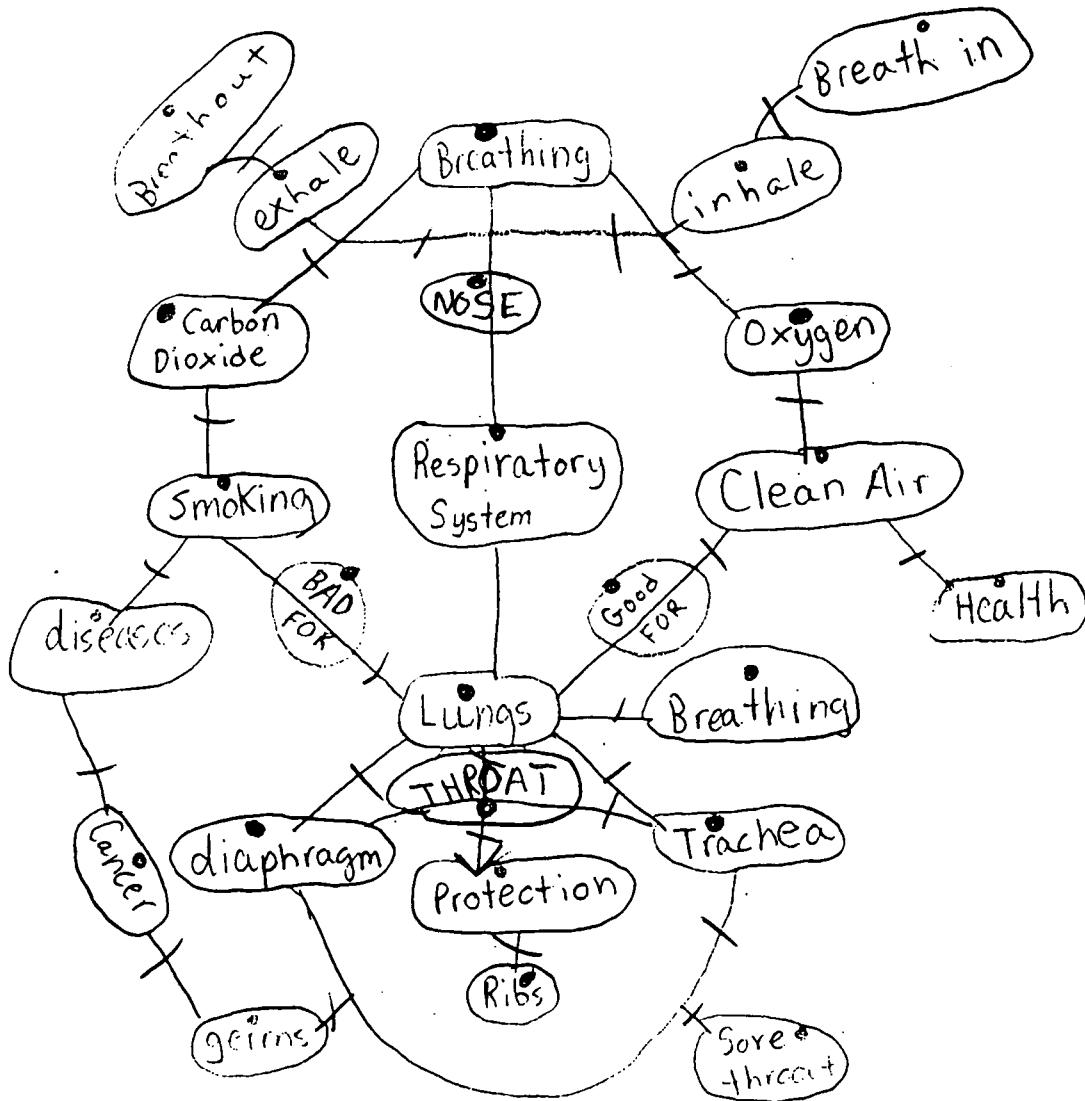 Breath in
Breathout
Breathing
exhale
inhale
NOSE
Carbon
Dioxide
Oxygen
Respiratory
System
Smoking
Clean Air
BAD
FOR
Good
FOR
diseases
Health
Lungs
Breathing
THROAT
Cancer
diaphragm
Trachea
Protection
Ribs
germs
Sore
throat